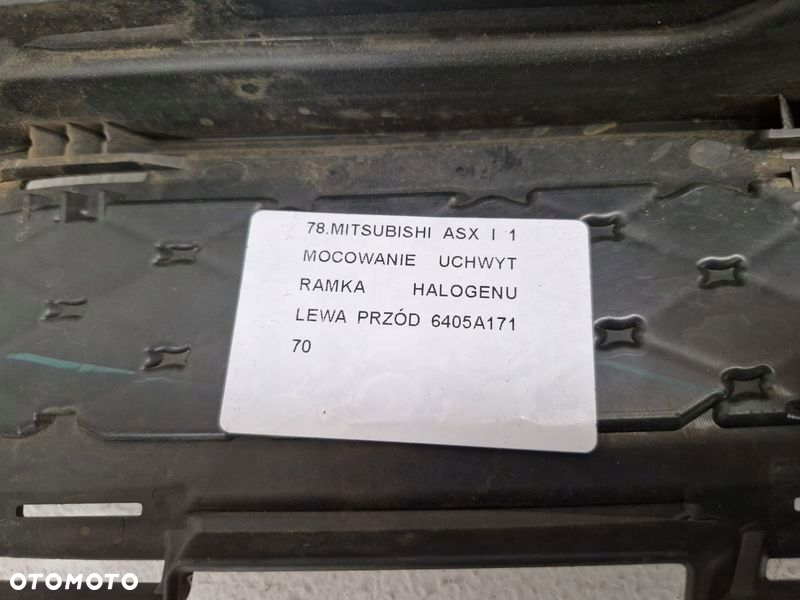 78.MITSUBISHI ASX I 1
MOCOWANIE UCHWYT
RAMKA HALOGENU
LEWA PRZÓD 6405A171
70
OTOMOTO